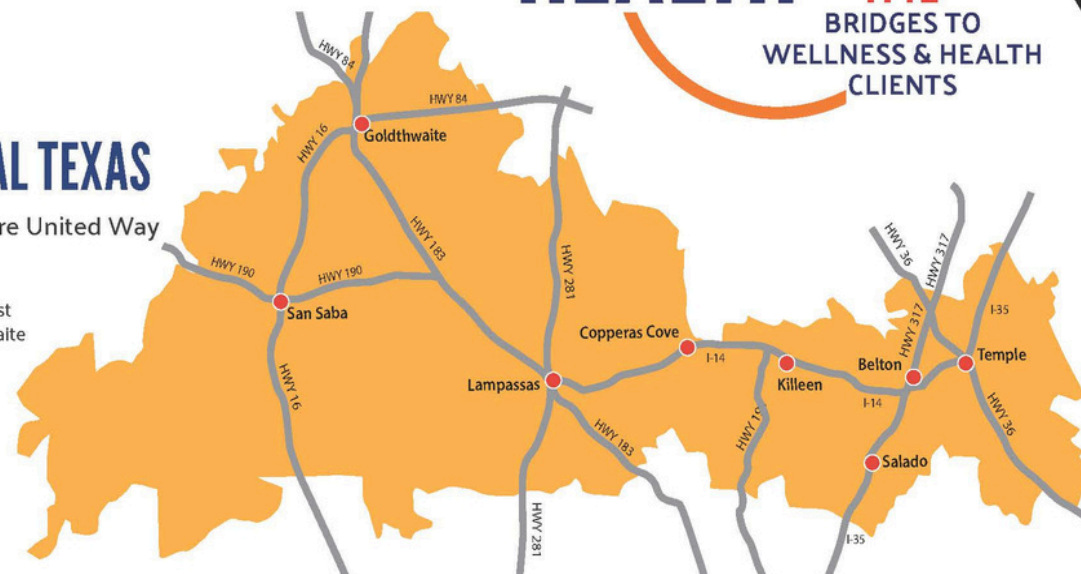 BRIDGES TO
WELLNESS & HEALTH
CLIENTS
AL TEXAS
re United Way
st
aite
HWY 84
HWY 84
Goldthwaite
HWY 16
HWY 183
HWY 190
HWY 190
San Saba
HWY 16
HWY 281
Copperas Cove
I-14
Lampassas
Killeen
HWY 183
HWY 281
HWY 19
HWY 36
HWY 317
HWY 317
I-35
Belton
Temple
I-14
HWY 36
Salado
I-35